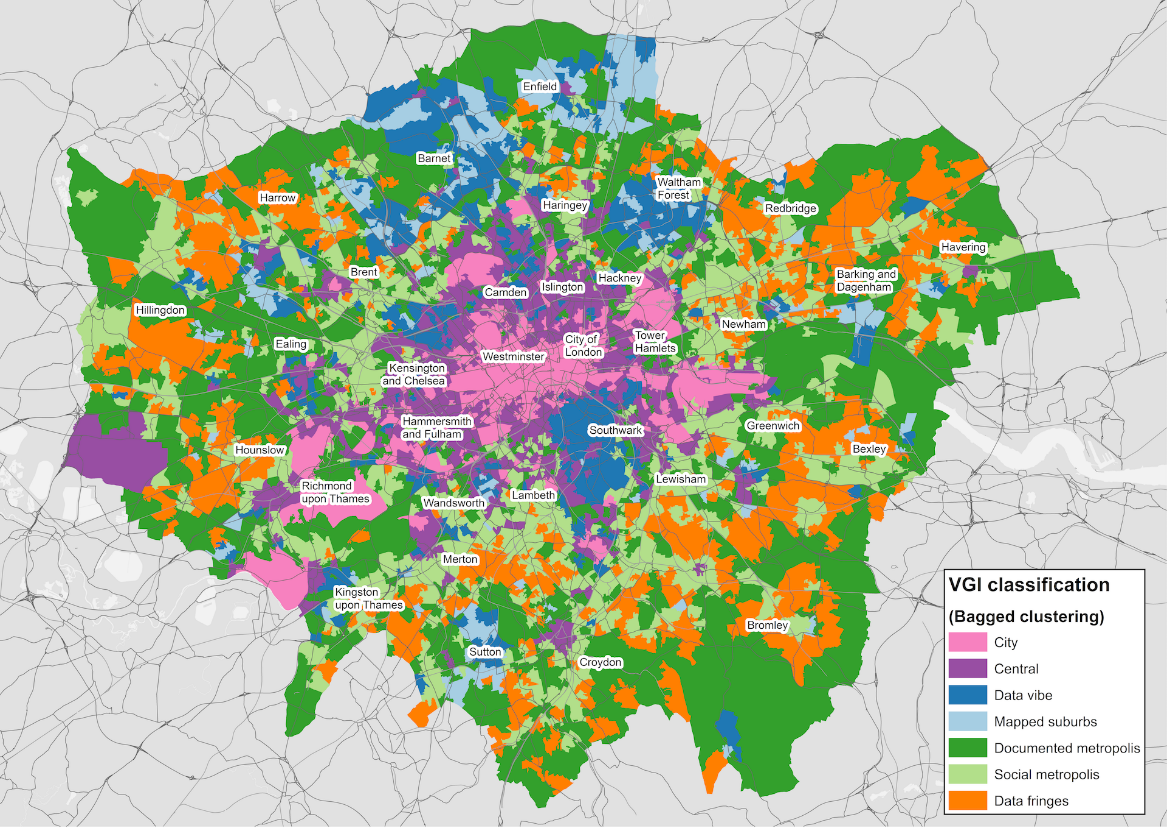 Enfield
Barnet
Waltham
Forest
Harrow
Haringey
Redbridge
Havering
Brent
Hackney
Barking and
Dagenham
Islington
Camden
Hillingdon
Newham
Ealing
City of
London
Tower
Hamlets
Westminster
Kensington
and Chelsea
Hammersmith
and Fulham
Southwark
Greenwich
Hounslow
Bexley
Richmond
upon Thames
Lewisham
Lambeth
Wandsworth
Merton
Kingston
upon Thames
Bromley
Sutton
Croydon
VGI classification
(Bagged clustering)
City
Central
Data vibe
Mapped suburbs
Documented metropolis
Social metropolis
Data fringes